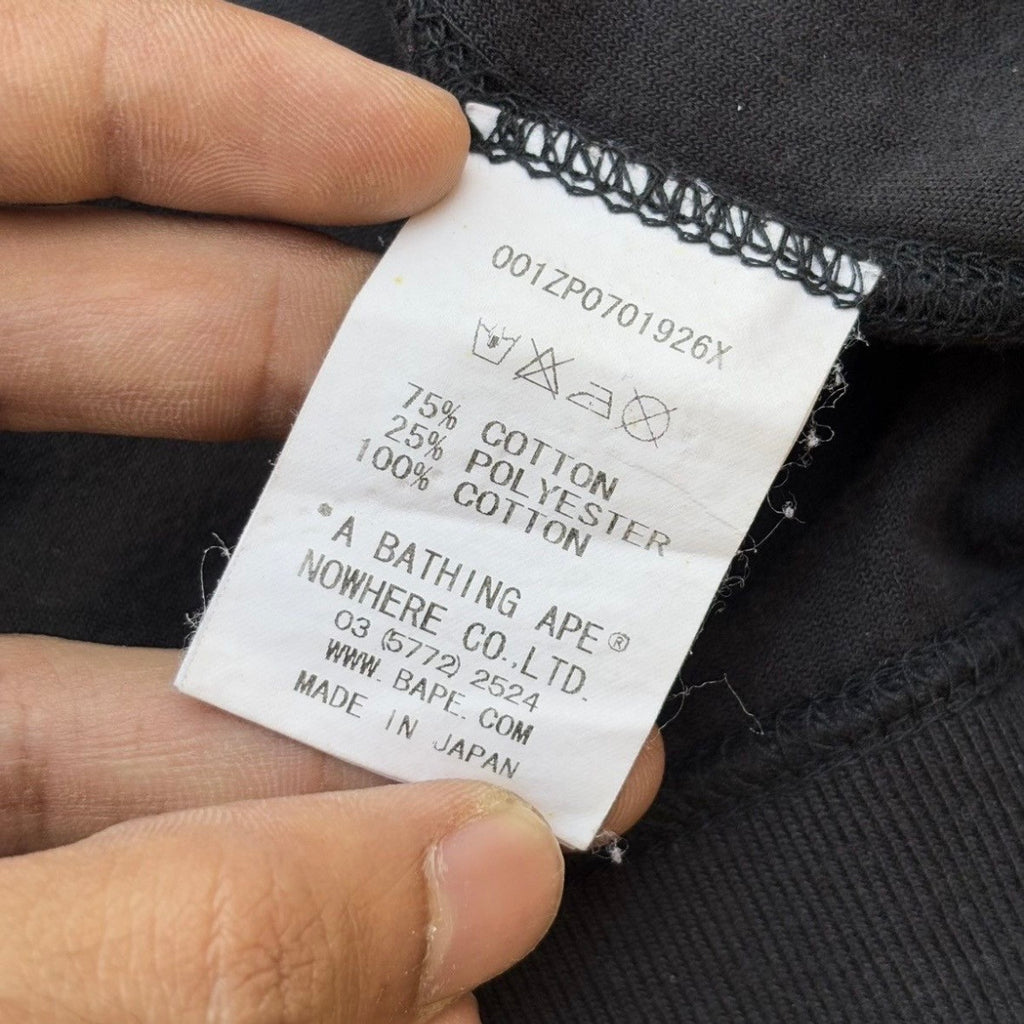 001ZP0701926X
75% COTTON
25% POLYESTER
100% COTTON
"A BATHING APE®
NOWHERE CO.,LTD.
03 (5772) 2524
WWW. BAPE. COM
MADE IN JAPAN